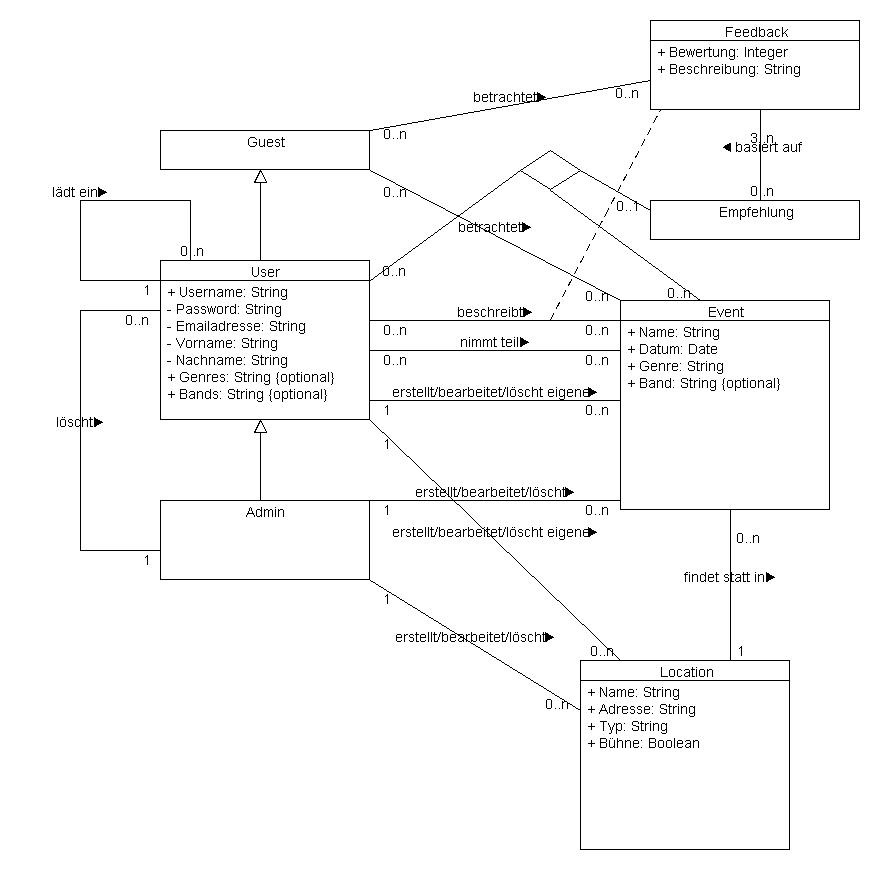 Feedback
+ Bewertung: Integer
+ Beschreibung: String
betrachtet
0..n
0..n
Guest
3..n
basiert auf
0..n
Empfehlung
0..1
lädt ein
0..n
0..n
betrachtet
0..n
User
1
0..n
+ Username: String
- Password: String
- Emailadresse: String
- Vorname: String
- Nachname: String
+ Genres: String {optional}
+ Bands: String {optional}
0..n
0..n
Event
+ Name: String
+ Datum: Date
+ Genre: String
+ Band: String {optional}
beschreibt
0..n
0..n
nimmt teil
0..n
0..n
erstellt/bearbeitet/löscht eigene
1
0..n
löscht
1
erstellt/bearbeitet/löscht
Admin
1
0..n
erstellt/bearbeitet/löscht eigene
0..n
1
findet statt in
1
erstellt/bearbeitet/löscht
0..n
1
Location
0..n
+ Name: String
+ Adresse: String
+ Typ: String
+ Bühne: Boolean